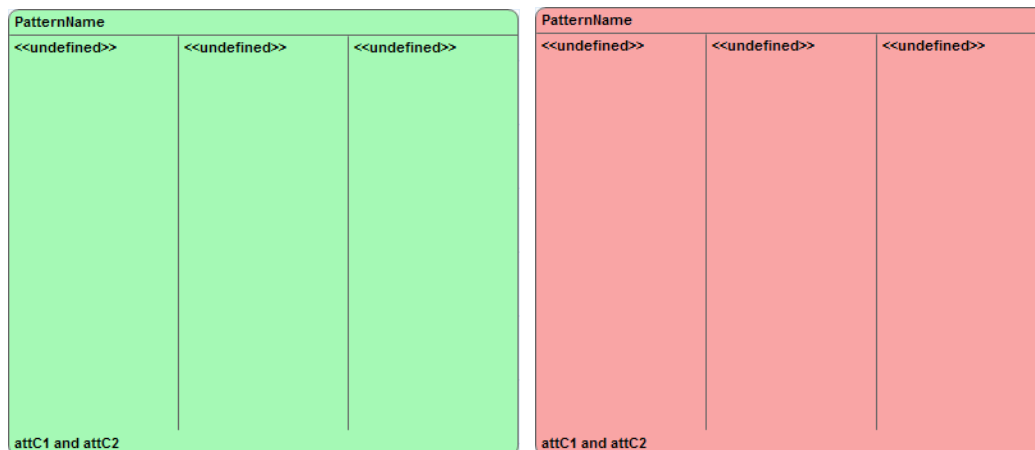 PatternName
<<undefined>> <<undefined>> <<undefined>>
attC1 and attC2
PatternName
<<undefined>> <<undefined>> <<undefined>>
attC1 and attC2